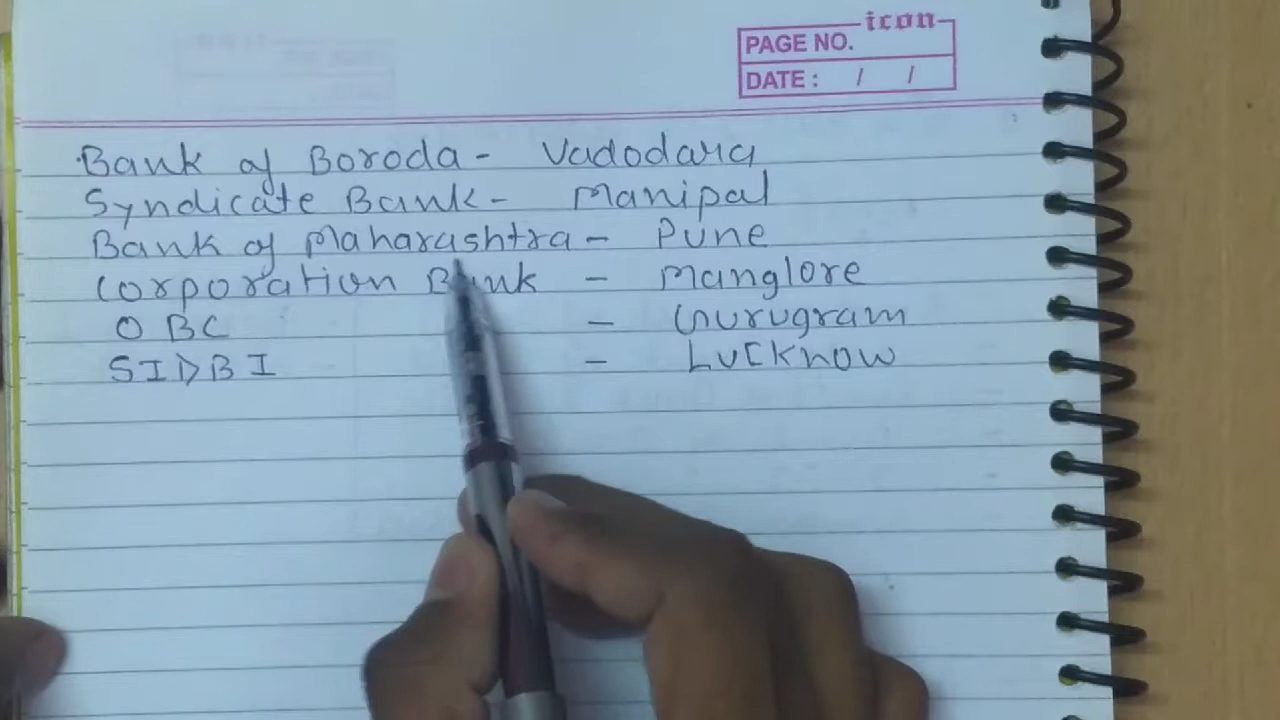 icon
PAGE NO.
DATE : / /
Bank of Boroda - Vadodara
Syndicate Bank - Manipal
Bank of Maharashtra - Pune
Corporation Bank - Manglore
OBC - Gurugram
SIDBI - Lucknow